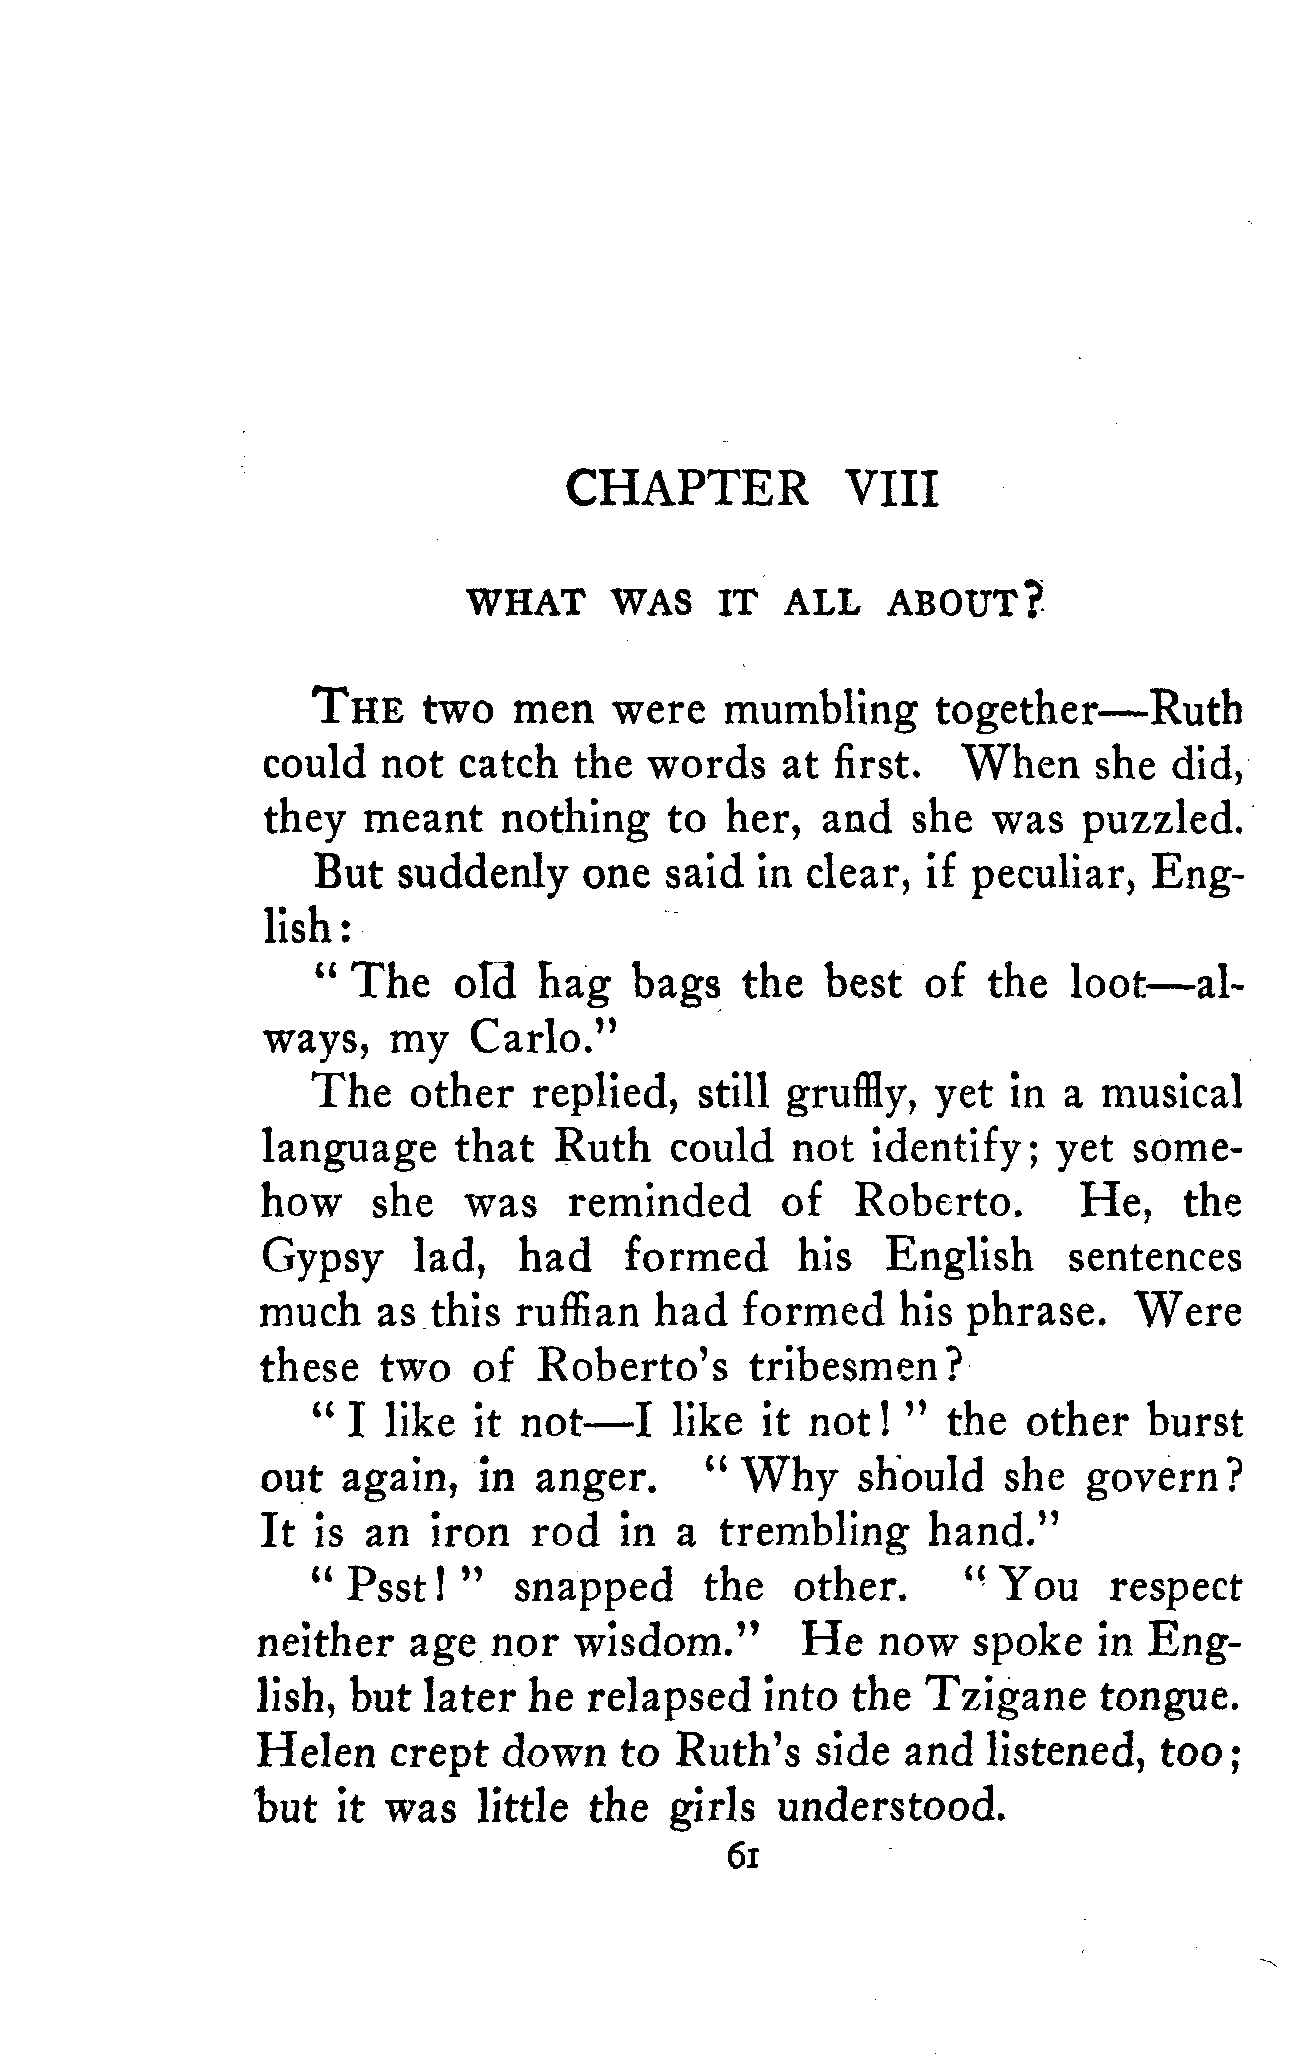 CHAPTER VIII
WHAT WAS IT ALL ABOUT?
THE two men were mumbling together—Ruth
could not catch the words at first. When she did,
they meant nothing to her, and she was puzzled.
But suddenly one said in clear, if peculiar, Eng-
lish:
“ The old hag bags the best of the loot—al-
ways, my Carlo.”
The other replied, still gruffly, yet in a musical
language that Ruth could not identify; yet some-
how she was reminded of Roberto. He, the
Gypsy lad, had formed his English sentences
much as this ruffian had formed his phrase. Were
these two of Roberto’s tribesmen?
“ I like it not—I like it not! ” the other burst
out again, in anger. “ Why should she govern?
It is an iron rod in a trembling hand.”
“ Psst! ” snapped the other. “ You respect
neither age nor wisdom.” He now spoke in Eng-
lish, but later he relapsed into the Tzigane tongue.
Helen crept down to Ruth’s side and listened, too;
but it was little the girls understood.
61